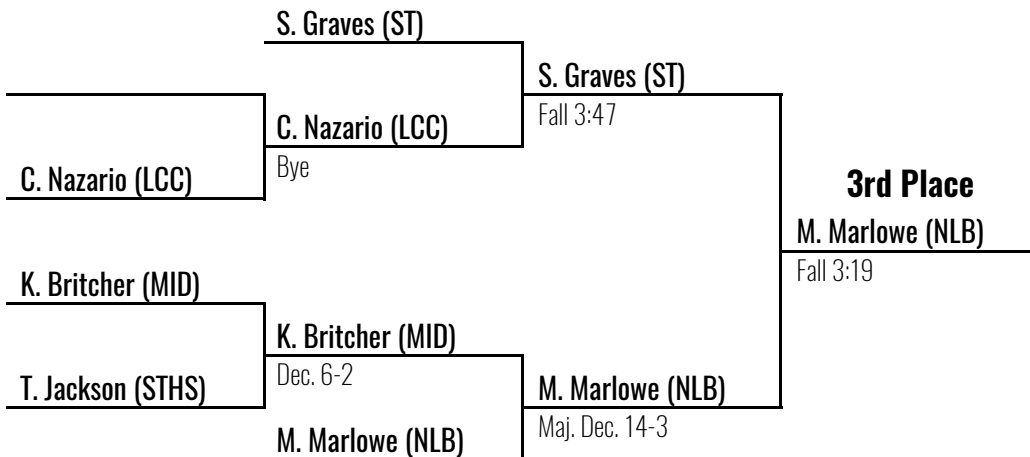 S. Graves (ST)
S. Graves (ST)
Fall 3:47
C. Nazario (LCC)
Bye
C. Nazario (LCC)
3rd Place
M. Marlowe (NLB)
Fall 3:19
K. Britcher (MID)
K. Britcher (MID)
Dec. 6-2
T. Jackson (STHS)
M. Marlowe (NLB)
Maj. Dec. 14-3
M. Marlowe (NLB)